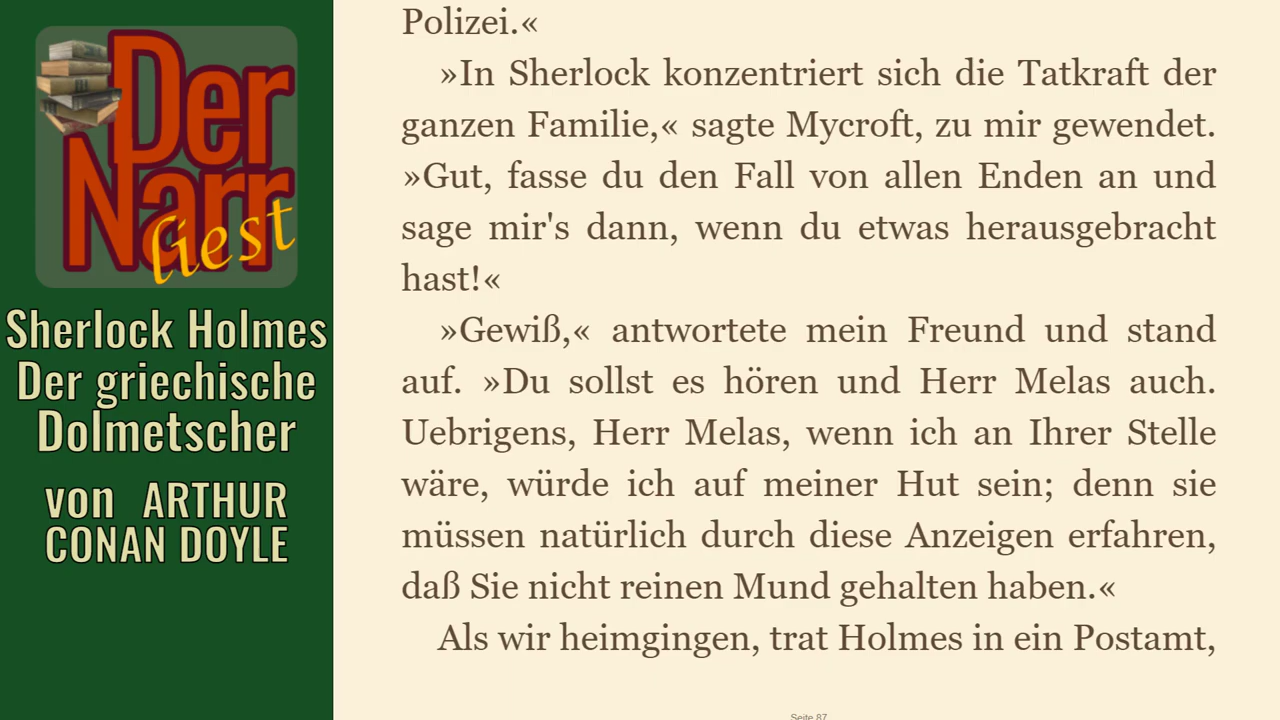 Der
Narr
liest
Sherlock Holmes
Der griechische
Dolmetscher
von ARTHUR
CONAN DOYLE
Polizei.«
»In Sherlock konzentriert sich die Tatkraft der
ganzen Familie,« sagte Mycroft, zu mir gewendet.
»Gut, fasse du den Fall von allen Enden an und
sage mir's dann, wenn du etwas herausgebracht
hast!«
»Gewiß,« antwortete mein Freund und stand
auf. »Du sollst es hören und Herr Melas auch.
Uebrigens, Herr Melas, wenn ich an Ihrer Stelle
wäre, würde ich auf meiner Hut sein; denn sie
müssen natürlich durch diese Anzeigen erfahren,
daß Sie nicht reinen Mund gehalten haben.«
Als wir heimgingen, trat Holmes in ein Postamt,
Seite 87